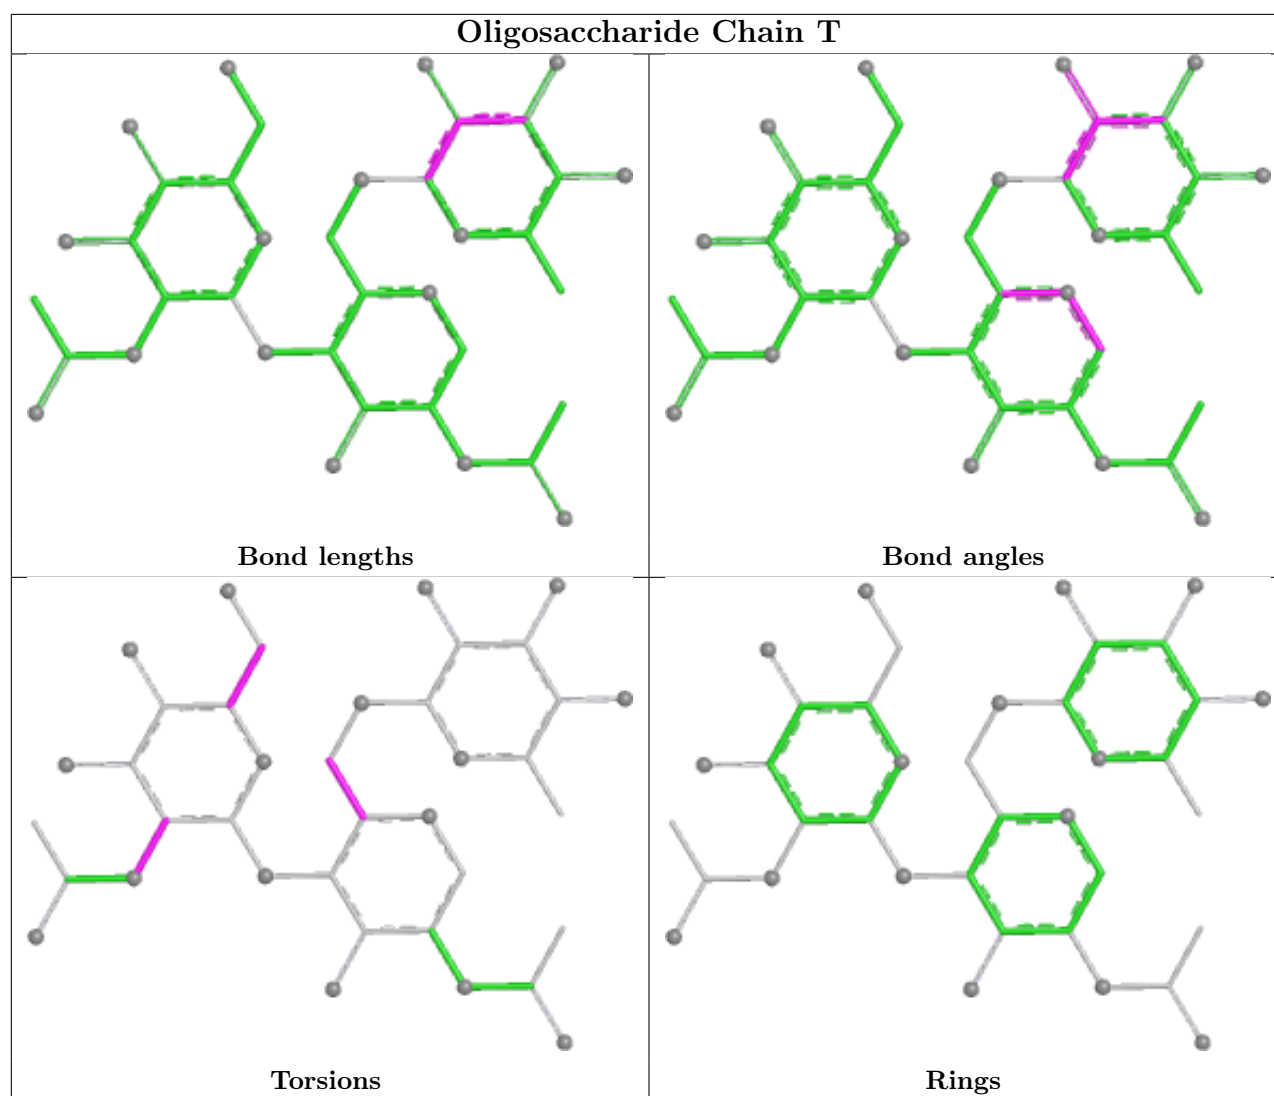 Oligosaccharide Chain T
Bond lengths
Bond angles
Torsions
Rings